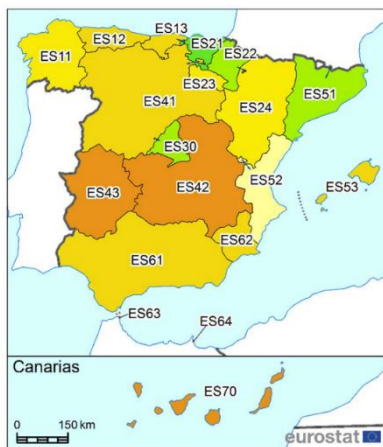 ES13
ES21
ES11
ES12
ES22
ES23
ES41
ES24
ES51
ES30
ES53
ES52
ES43
ES42
ES62
ES61
ES63
ES64
Canarias
ES70
0 150 km
eurostat